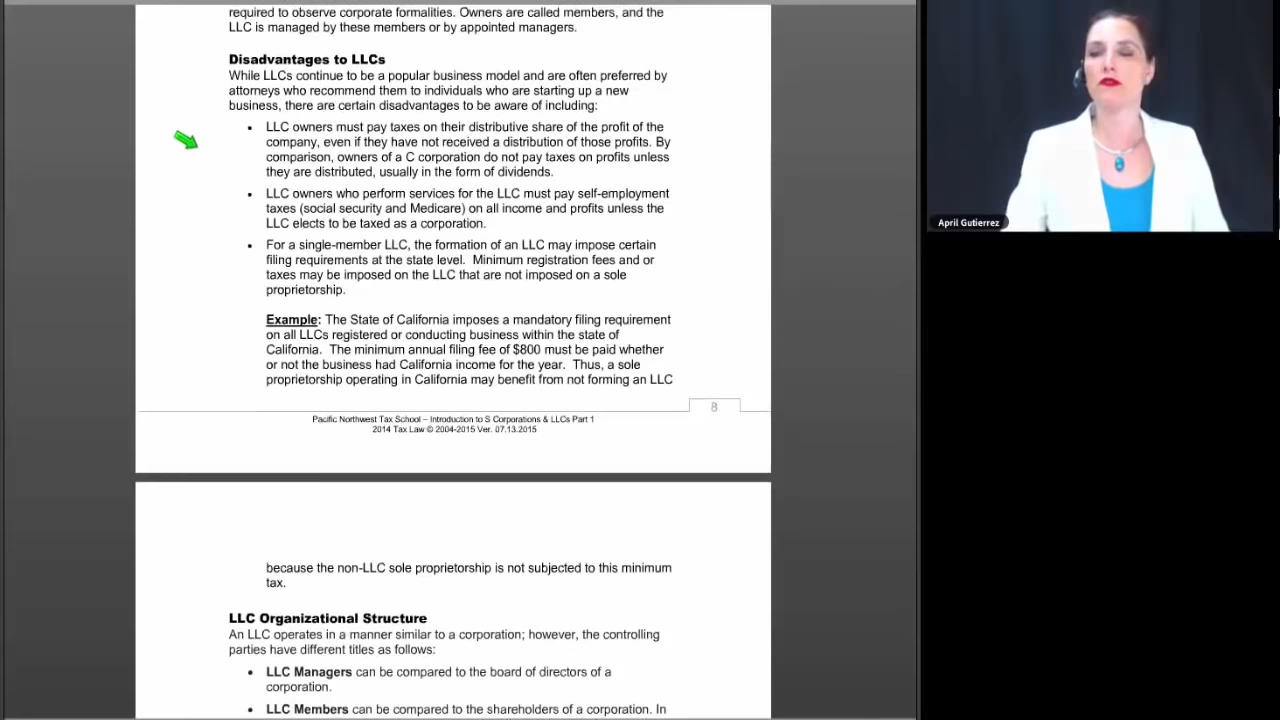 required to observe corporate formalities. Owners are called members, and the
LLC is managed by these members or by appointed managers.
Disadvantages to LLCs
While LLCs continue to be a popular business model and are often preferred by
attorneys who recommend them to individuals who are starting up a new
business, there are certain disadvantages to be aware of including:
• LLC owners must pay taxes on their distributive share of the profit of the
company, even if they have not received a distribution of those profits. By
comparison, owners of a C corporation do not pay taxes on profits unless
they are distributed, usually in the form of dividends.
• LLC owners who perform services for the LLC must pay self-employment
taxes (social security and Medicare) on all income and profits unless the
LLC elects to be taxed as a corporation.
• For a single-member LLC, the formation of an LLC may impose certain
filing requirements at the state level. Minimum registration fees and or
taxes may be imposed on the LLC that are not imposed on a sole
proprietorship.
Example: The State of California imposes a mandatory filing requirement
on all LLCs registered or conducting business within the state of
California. The minimum annual filing fee of $800 must be paid whether
or not the business had California income for the year. Thus, a sole
proprietorship operating in California may benefit from not forming an LLC
8
Pacific Northwest Tax School – Introduction to S Corporations & LLCs Part 1
2014 Tax Law © 2004-2015 Ver. 07.13.2015
because the non-LLC sole proprietorship is not subjected to this minimum
tax.
LLC Organizational Structure
An LLC operates in a manner similar to a corporation; however, the controlling
parties have different titles as follows:
• LLC Managers can be compared to the board of directors of a
corporation.
• LLC Members can be compared to the shareholders of a corporation. In
April Gutierrez